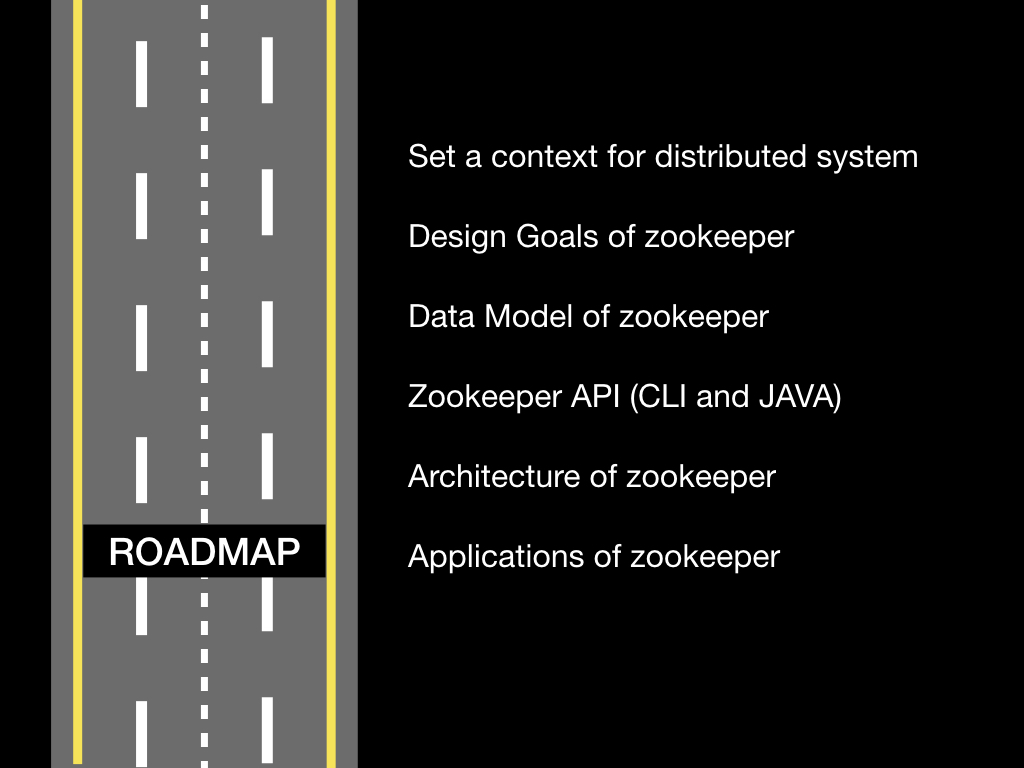 Set a context for distributed system
Design Goals of zookeeper
Data Model of zookeeper
Zookeeper API (CLI and JAVA)
Architecture of zookeeper
ROADMAP
Applications of zookeeper